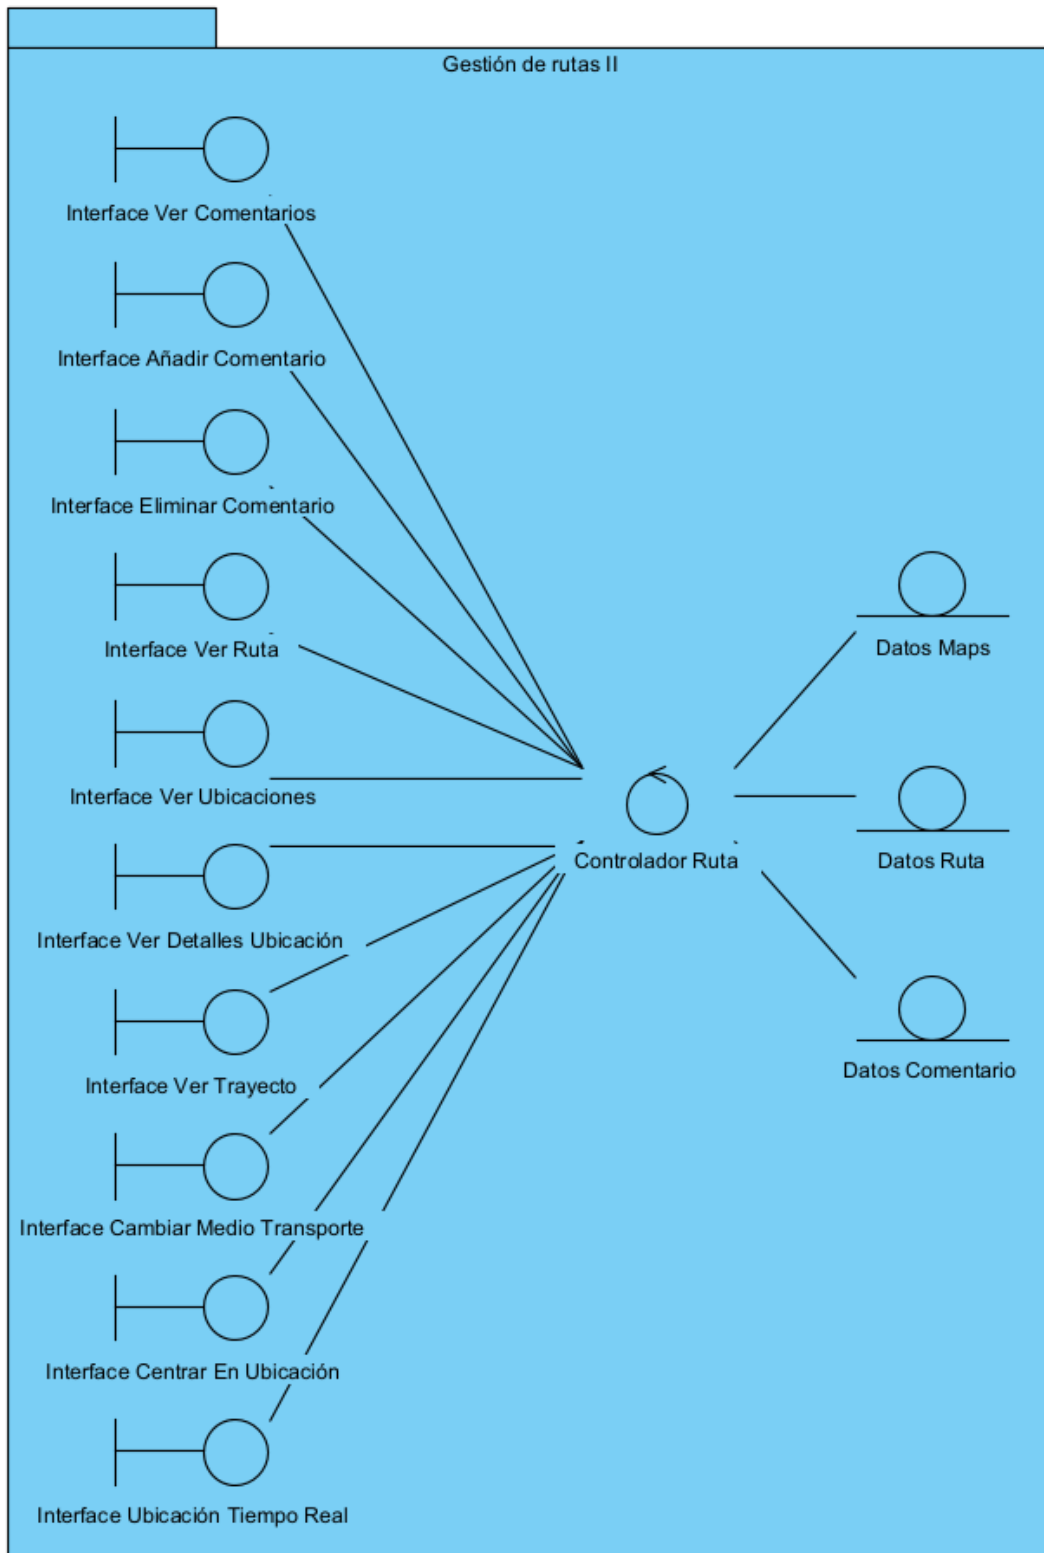 Gestión de rutas II
Interface Ver Comentarios
Interface Añadir Comentario
Interface Eliminar Comentario
Interface Ver Ruta
Interface Ver Ubicaciones
Interface Ver Detalles Ubicación
Interface Ver Trayecto
Interface Cambiar Medio Transporte
Interface Centrar En Ubicación
Interface Ubicación Tiempo Real
Controlador Ruta
Datos Maps
Datos Ruta
Datos Comentario